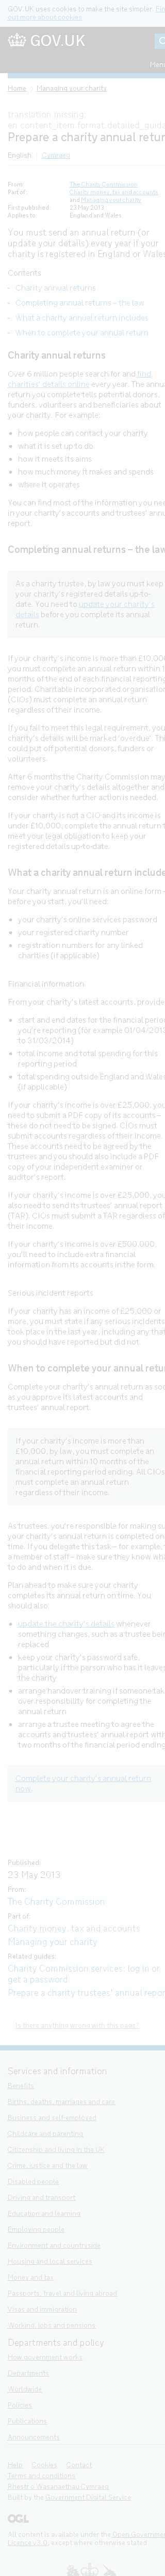 GOV.UK uses cookies to make the site simpler. Find
out more about cookies
GOV.UK
Home
Managing your charity
translation missing:
en.content_item.format.detailed_guid
Prepare a charity annual retur
English
Cymraeg
From:
The Charity Commission
Part of:
Charity money, tax and accounts
and Managing your charity
First published:
23 May 2013
Applies to:
England and Wales
You must send an annual return (or
update your details) every year if your
charity is registered in England or Wales
Contents
Charity annual returns
Completing annual returns – the law
What a charity annual return includes
When to complete your annual return
Charity annual returns
Over 6 million people search for and find
charities' details online every year. The annu
return you complete tells potential donors,
funders, volunteers and beneficiaries about
your charity. For example:
how people can contact your charity
what it is set up to do
how it meets its aims
how much money it makes and spends
where it operates
You can find most of the information you nee
in your charity's accounts and trustees' annu
report.
Completing annual returns – the law
As a charity trustee, by law you must keep
your charity's registered details up-to-
date. You need to update your charity's
details before you complete its annual
return.
If your charity's income is more than £10,00
you must complete an annual return within 1
months of the end of each financial reporting
period. Charitable incorporated organisation
(CIOs) must complete an annual return
regardless of their income.
If you fail to meet this legal requirement, you
charity's details will be marked 'overdue'. Th
could put off potential donors, funders and
volunteers.
After 6 months the Charity Commission may
remove your charity's details altogether and
consider whether further action is needed.
If your charity is not a CIO and its income is
under £10,000, complete the annual return t
meet your legal obligation to keep your
registered details up-to-date.
What a charity annual return include
Your charity annual return is an online form –
before you start, you'll need:
your charity's online services password
your registered charity number
registration numbers for any linked
charities (if applicable)
Financial information
From your charity's latest accounts, provide
start and end dates for the financial perio
you're reporting (for example 01/04/201
to 31/03/2014)
total income and total spending for this
reporting period
total spending outside England and Wale
(if applicable)
If your charity's income is over £25,000, you
need to submit a PDF copy of its accounts –
these do not need to be signed. CIOs must
submit accounts regardless of their income.
These accounts need to be agreed by the
trustees and you should also include a PDF
copy of your independent examiner or
auditor's report.
If your charity's income is over £25,000, you
also need to send its trustees' annual report
(TAR). CIOs must submit a TAR regardless o
their income.
If your charity's income is over £500,000,
you'll need to include extra financial
information from its accounts in the charity
Serious incident reports
If your charity has an income of £25,000 or
more, you must state if any serious incidents
took place in the last year, including any that
you should have reported but did not.
When to complete your annual retur
Complete your charity's annual return as so
as you approve its latest accounts and
trustees' annual report.
If your charity's income is more than
£10,000, by law, you must complete an
annual return within 10 months of the
financial reporting period ending. All CIOs
must complete an annual return
regardless of their income.
As trustees, you're responsible for making su
your charity's annual return is completed on
time. If you delegate this task – for example,
member of staff – make sure they know wha
to do and when it is due.
Plan ahead to make sure your charity
completes its annual return on time. You
should also:
update the charity's details whenever
something changes, such as a trustee bei
replaced
keep your charity's password safe,
particularly if the person who has it leaves
the charity
arrange handover training if someone tak
over responsibility for completing the
annual return
arrange a trustee meeting to agree the
accounts and trustees' annual report with
two months of the financial period ending
Complete your charity's annual return
now.
Published:
23 May 2013
From:
The Charity Commission
Part of:
Charity money, tax and accounts
Managing your charity
Related guides:
Charity Commission services: log in or
get a password
Prepare a charity trustees' annual repor
Is there anything wrong with this page?
Services and information
Benefits
Births, deaths, marriages and care
Business and self-employed
Childcare and parenting
Citizenship and living in the UK
Crime, justice and the law
Disabled people
Driving and transport
Education and learning
Employing people
Environment and countryside
Housing and local services
Money and tax
Passports, travel and living abroad
Visas and immigration
Working, jobs and pensions
Departments and policy
How government works
Departments
Worldwide
Policies
Publications
Announcements
Help
Cookies
Contact
Terms and conditions
Rhestr o Wasanaethau Cymraeg
Built by the Government Digital Service
OGL
All content is available under the Open Governme
Licence v3.0, except where otherwise stated